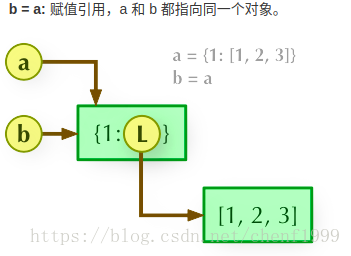 b = a: 赋值引用，a 和 b 都指向同一个对象。
a
a = {1: [1, 2, 3]}
b = a
b
{1: L }
[1, 2, 3]
https://blog.csdn.net/chenf1999